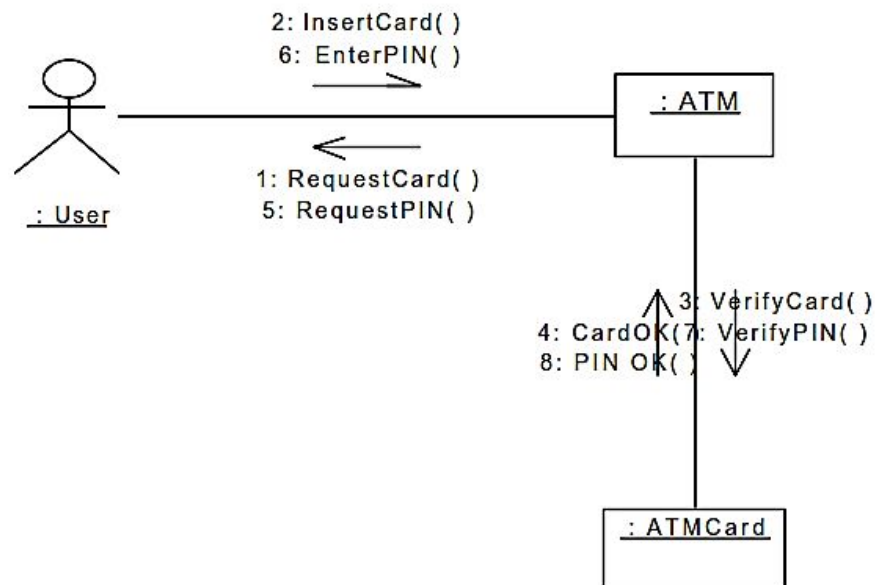 2: InsertCard( )
6: EnterPIN( )
: ATM
1: RequestCard( )
5: RequestPIN( )
: User
3: VerifyCard( )
4: CardOK(
7: VerifyPIN( )
8: PIN OK( )
: ATMCard